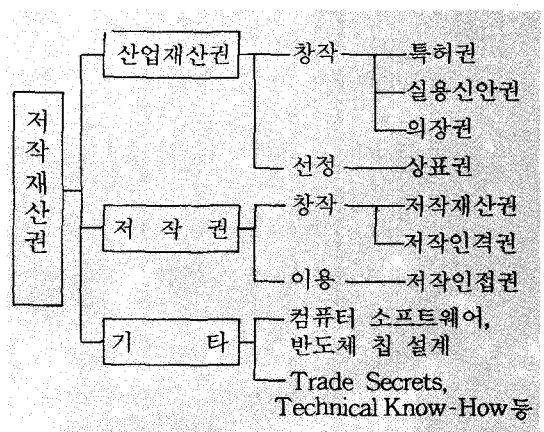 저작재산권
산업재산권
창작
특허권
실용신안권
의장권
선정
상표권
저작권
창작
저작재산권
저작인격권
이용
저작인접권
기타
컴퓨터 소프트웨어,
반도체 칩 설계
Trade Secrets,
Technical Know-How등